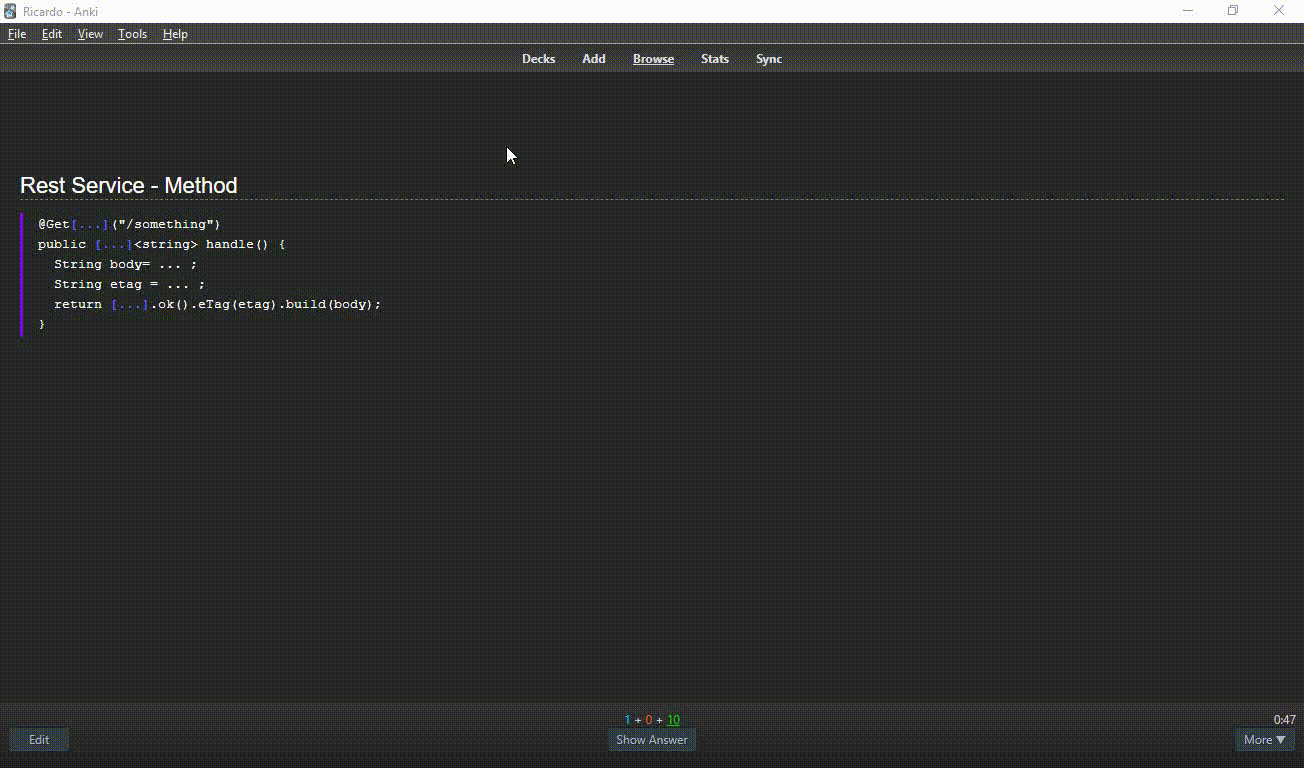 Ricardo - Anki
File Edit View Tools Help
Decks Add Browse Stats Sync
Rest Service - Method
@Get[...]("/something")
public [...]<string> handle() {
String body= ... ;
String etag = ... ;
return [...].ok().eTag(etag).build(body);
}
1 + 0 + 10
0:47
Edit
Show Answer
More ▼